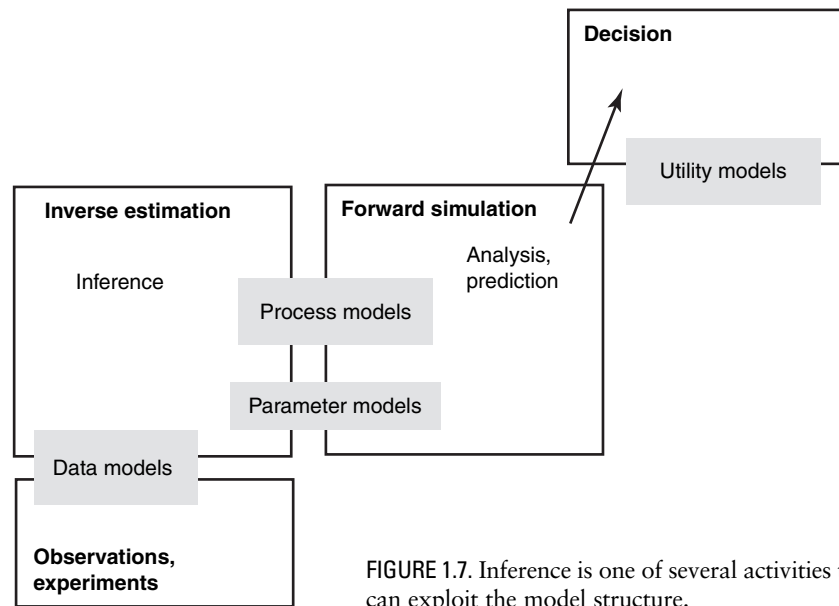 Decision
Utility models
Inverse estimation
Forward simulation
Inference
Analysis,
prediction
Process models
Parameter models
Data models
Observations,
experiments
FIGURE 1.7. Inference is one of several activities
can exploit the model structure.